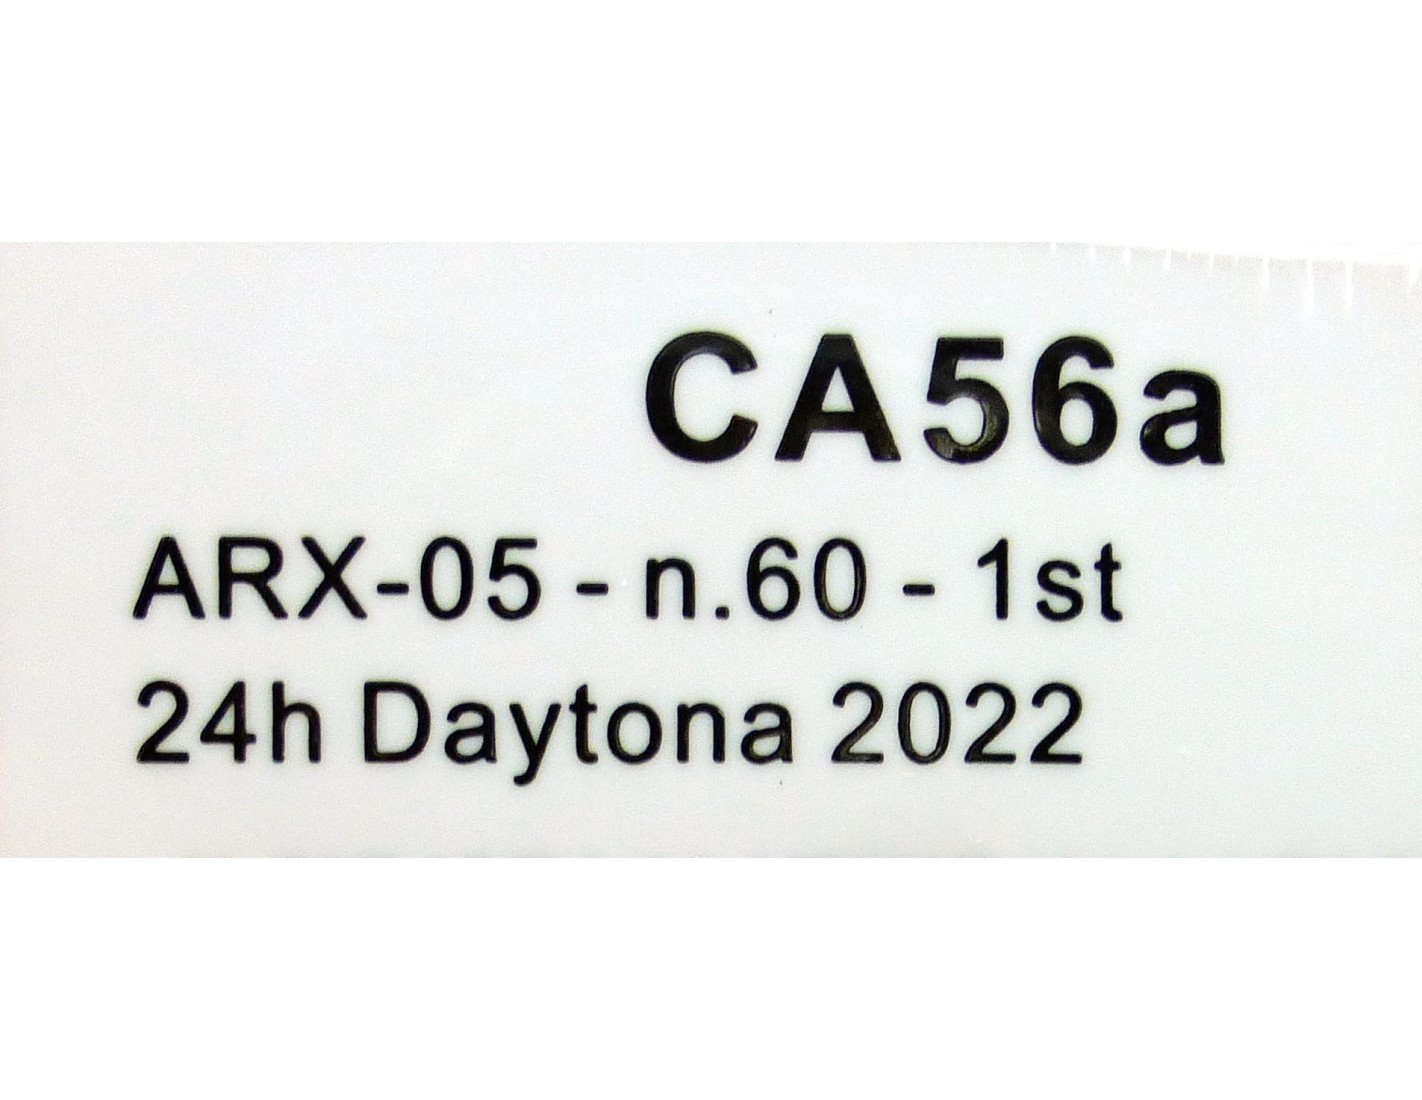 CA56a
ARX-05 - n.60 - 1st
24h Daytona 2022